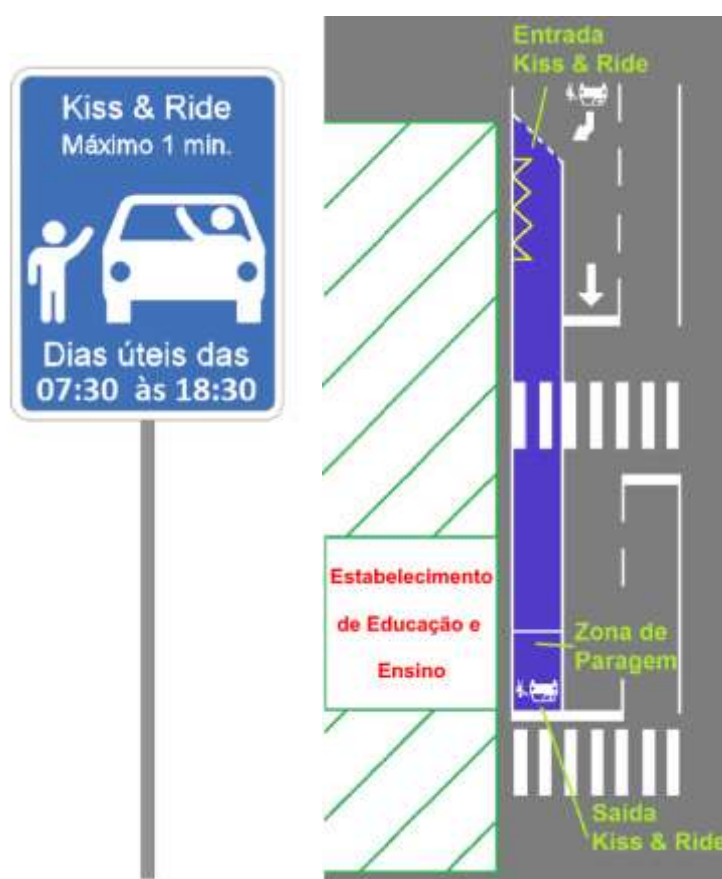 Kiss & Ride
Máximo 1 min.
Dias úteis das
07:30 às 18:30
Entrada
Kiss & Ride
Estabelecimento
de Educação e
Ensino
Zona de
Paragem
Saída
Kiss & Ride